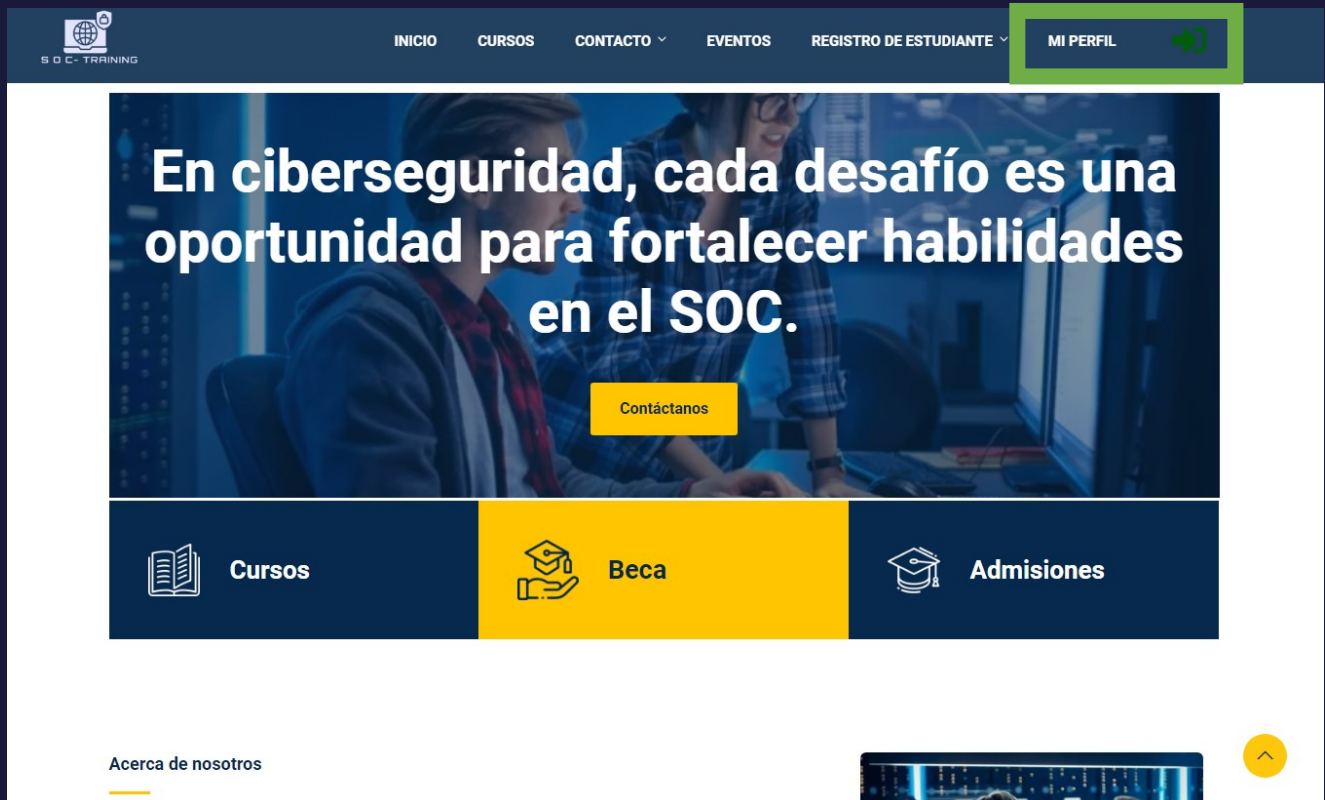 SOC-TRAINING
INICIO
CURSOS
CONTACTO
EVENTOS
REGISTRO DE ESTUDIANTE
MI PERFIL
En ciberseguridad, cada desafío es una
oportunidad para fortalecer habilidades
en el SOC.
Contáctanos
Cursos
Beca
Admisiones
Acerca de nosotros